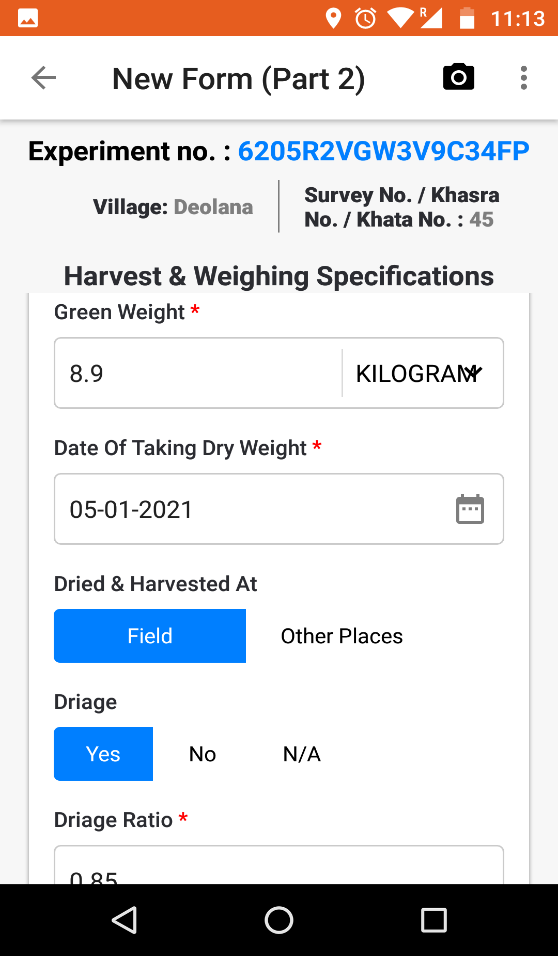 R
11:13
New Form (Part 2)
Experiment no. : 6205R2VGW3V9C34FP
Village: Deolana
Survey No. / Khasra
No. / Khata No. : 45
Harvest & Weighing Specifications
Green Weight *
8.9 KILOGRAM
Date Of Taking Dry Weight *
05-01-2021
Dried & Harvested At
Field Other Places
Driage
Yes No N/A
Driage Ratio *
0.85